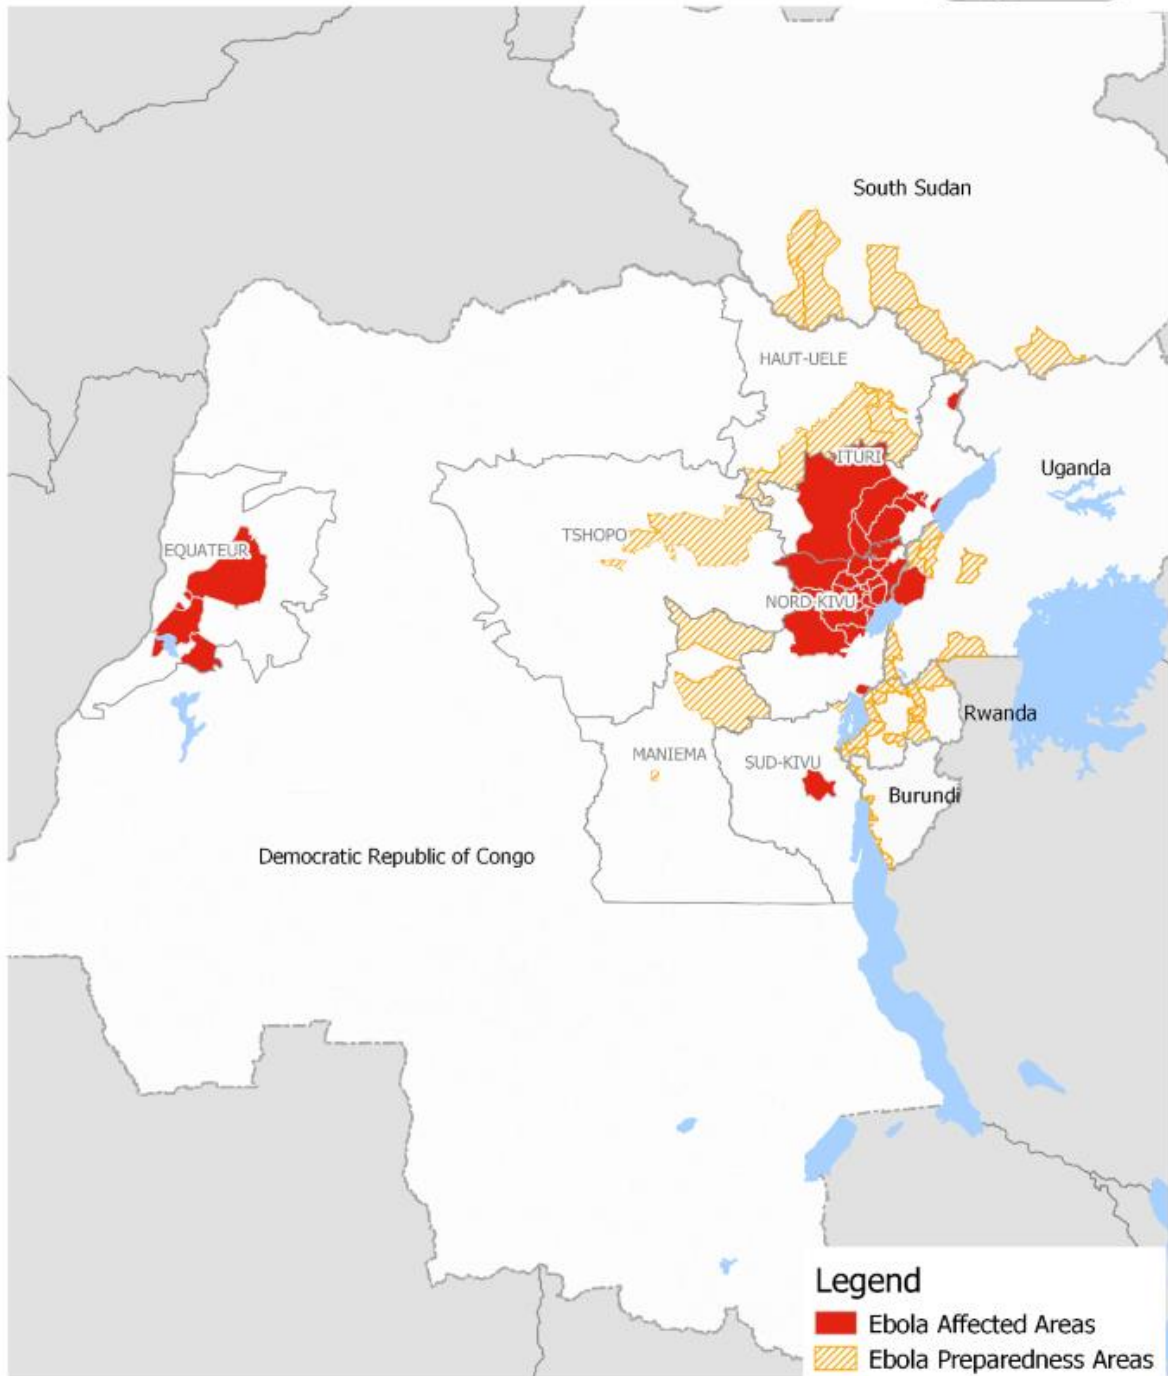 South Sudan
HAUT-UELE
ITURI
Uganda
TSHOPO
EQUATEUR
NORD-KIVU
Rwanda
MANIEMA
SUD-KIVU
Burundi
Democratic Republic of Congo
Legend
Ebola Affected Areas
Ebola Preparedness Areas